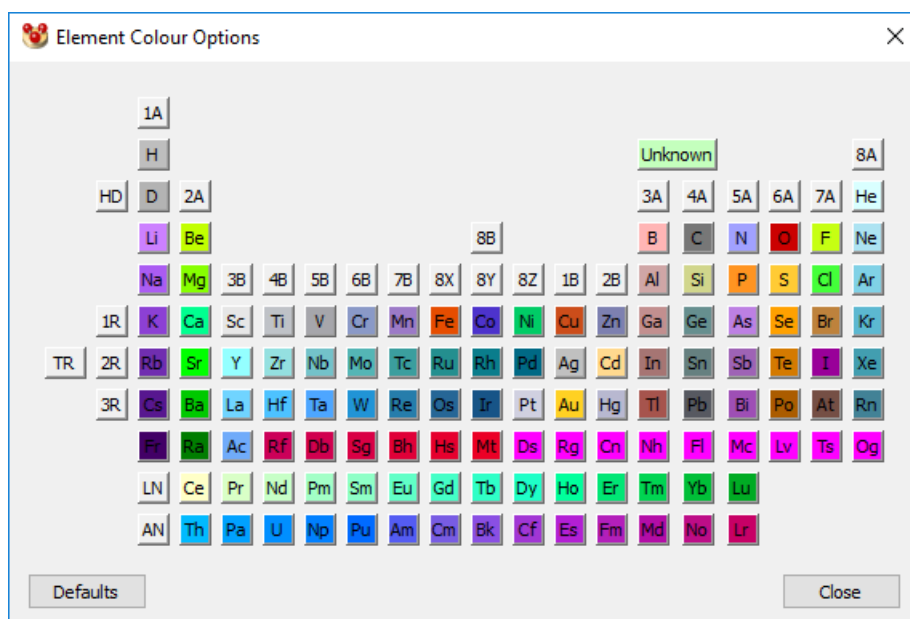 Element Colour Options
1A
H Unknown 8A
HD D 2A 3A 4A 5A 6A 7A He
Li Be 8B B C N O F Ne
Na Mg 3B 4B 5B 6B 7B 8X 8Y 8Z 1B 2B Al Si P S Cl Ar
1R K Ca Sc Ti V Cr Mn Fe Co Ni Cu Zn Ga Ge As Se Br Kr
TR 2R Rb Sr Y Zr Nb Mo Tc Ru Rh Pd Ag Cd In Sn Sb Te I Xe
3R Cs Ba La Hf Ta W Re Os Ir Pt Au Hg Tl Pb Bi Po At Rn
Fr Ra Ac Rf Db Sg Bh Hs Mt Ds Rg Cn Nh Fl Mc Lv Ts Og
LN Ce Pr Nd Pm Sm Eu Gd Tb Dy Ho Er Tm Yb Lu
AN Th Pa U Np Pu Am Cm Bk Cf Es Fm Md No Lr
Defaults Close